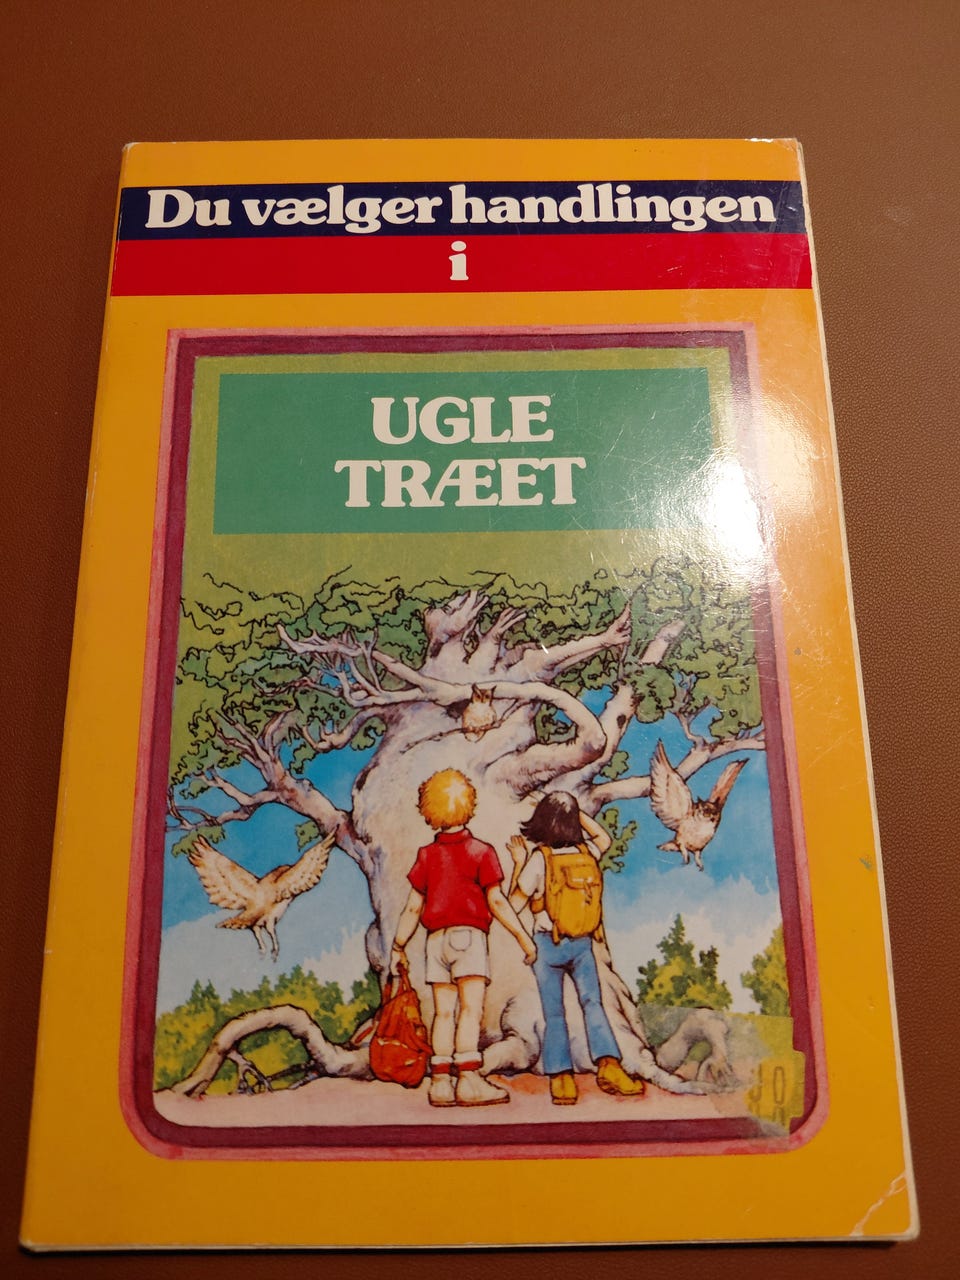 Du vælger handlingen
i
UGLE
TRÆET